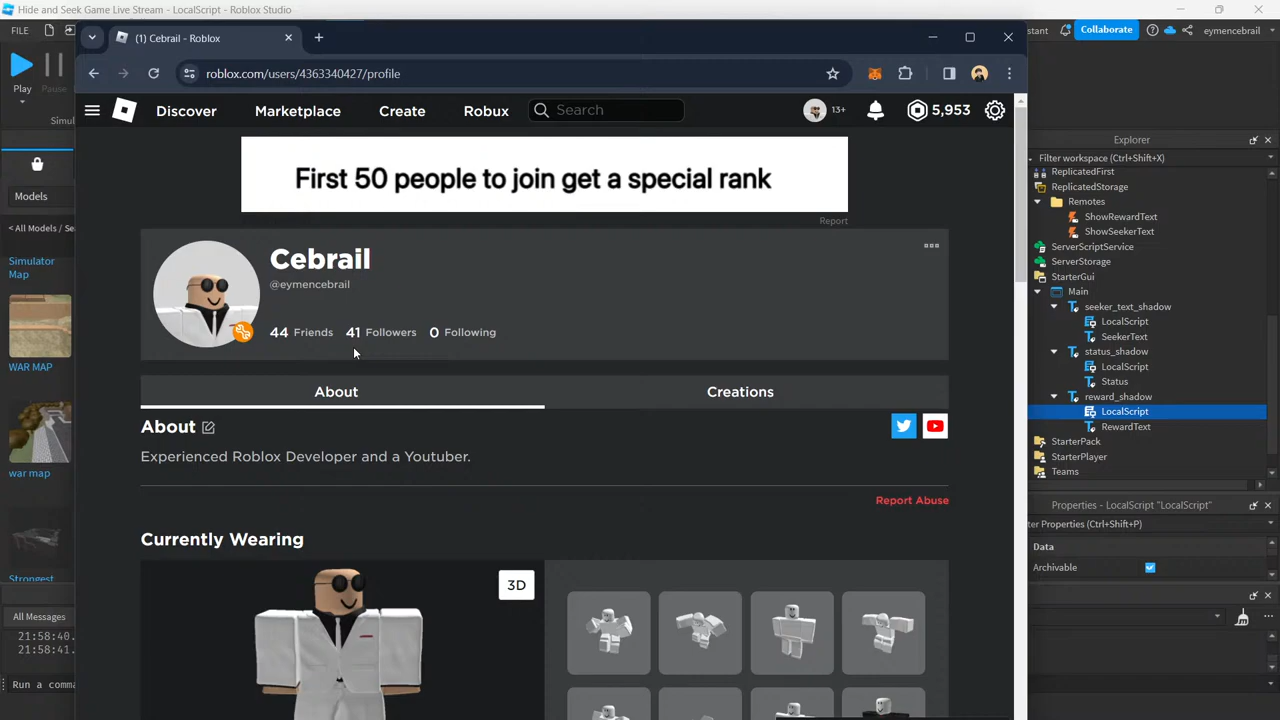 Hide and Seek Game Live Stream - LocalScript - Roblox Studio
FILE
Collaborate
eymencebrail
Play
Pause
(1) Cebrail - Roblox
roblox.com/users/4363340427/profile
Discover
Marketplace
Create
Robux
Search
13+
5,953
First 50 people to join get a special rank
Report
Cebrail
@eymencebrail
44 Friends
41 Followers
0 Following
About
Creations
About
Experienced Roblox Developer and a Youtuber.
Report Abuse
Currently Wearing
3D
Models
< All Models /
Simulator
Map
WAR MAP
war map
Strongest
All Messages
21:58:40.
21:58:41.
Run a comma
Explorer
Filter workspace (Ctrl+Shift+X)
ReplicatedFirst
ReplicatedStorage
Remotes
ShowRewardText
ShowSeekerText
ServerScriptService
ServerStorage
StarterGui
Main
seeker_text_shadow
LocalScript
SeekerText
status_shadow
LocalScript
Status
reward_shadow
LocalScript
RewardText
StarterPack
StarterPlayer
Teams
Properties - LocalScript "LocalScript"
ter Properties (Ctrl+Shift+P)
Data
Archivable